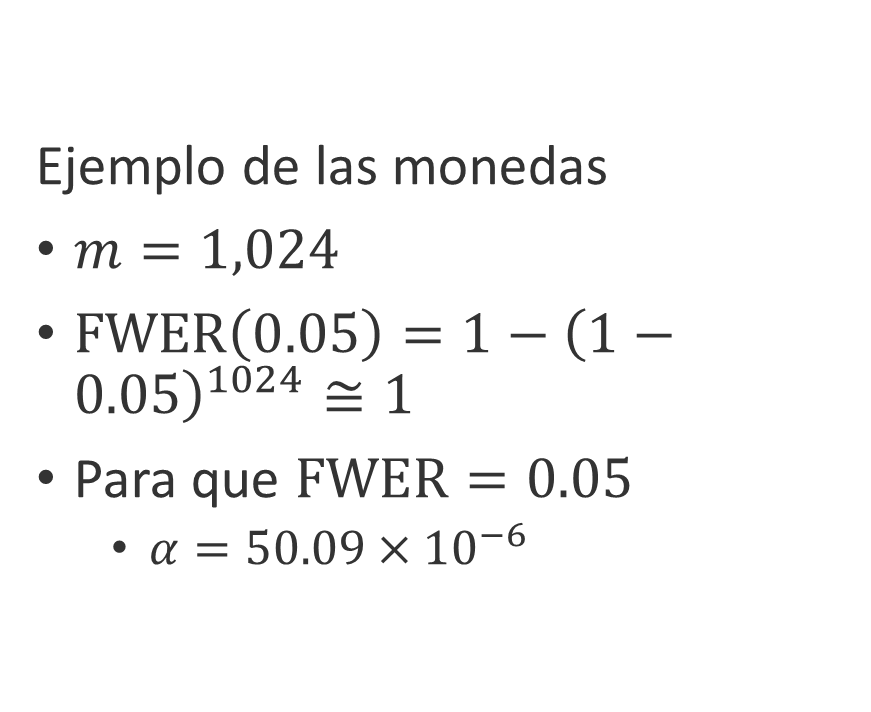 Ejemplo de las monedas
• 𝑚 = 1,024
• FWER(0.05) = 1 − (1 −
0.05)¹⁰²⁴ ≅ 1
• Para que FWER = 0.05
• 𝛼 = 50.09 × 10⁻⁶